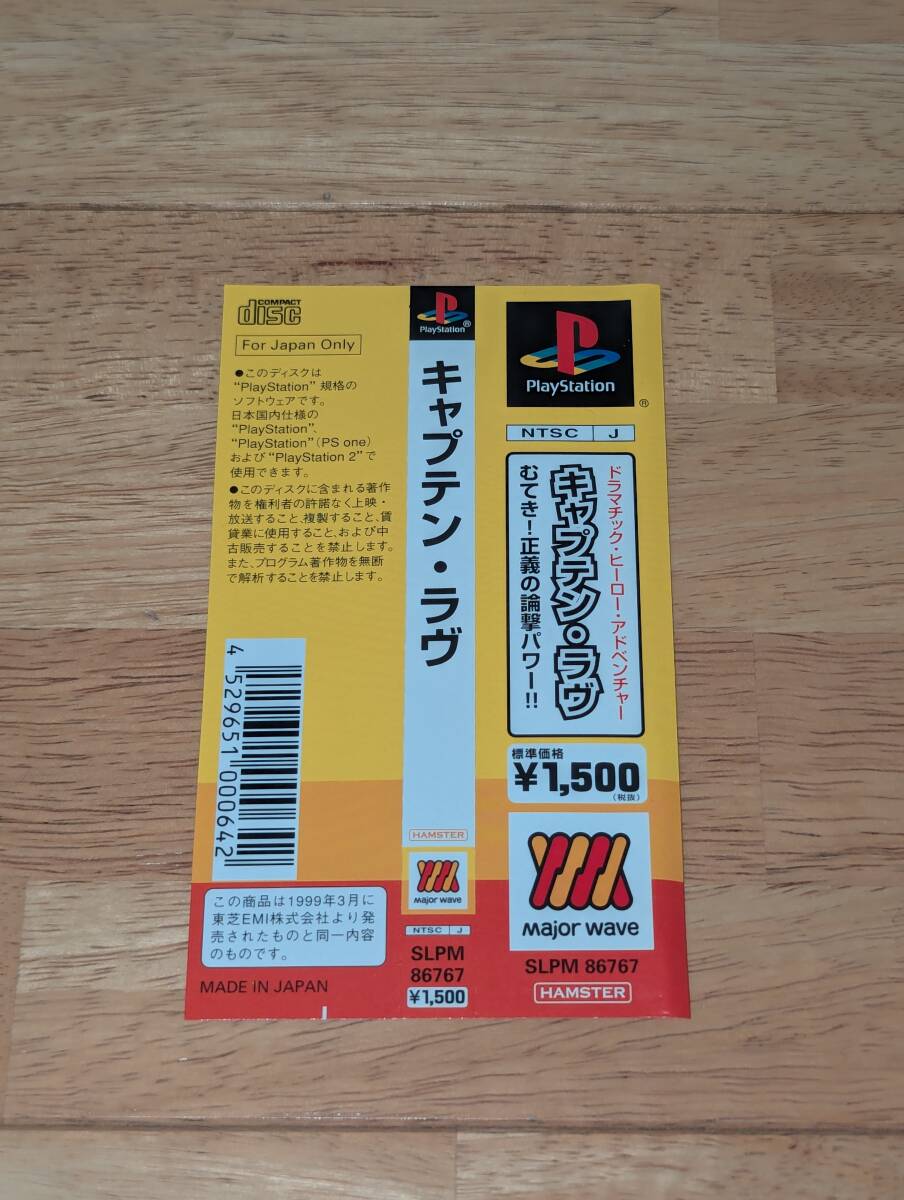 COMPACT
disc
For Japan Only
●このディスクは
“PlayStation” 規格の
ソフトウェアです。
日本国内仕様の
“PlayStation”、
“PlayStation”(PS one)
および“PlayStation 2”で
使用できます。
●このディスクに含まれる著作
物を権利者の許諾なく上映・
放送すること、複製すること、賃
貸業に使用すること、および中
古販売することを禁止します。
また、プログラム著作物を無断
で解析することを禁止します。
4 529651 000642
この商品は1999年3月に
東芝EMI株式会社より発
売されたものと同一内容
のものです。
MADE IN JAPAN
PlayStation®
キャプテン・ラヴ
HAMSTER
major wave
NTSC J
SLPM
86767
¥1,500
PlayStation
®
NTSC J
ドラマチック・ヒーロー・アドベンチャー
キャプテン・ラヴ
むてき!正義の論撃パワー!!
標準価格
¥1,500
(税抜)
major wave
SLPM 86767
HAMSTER